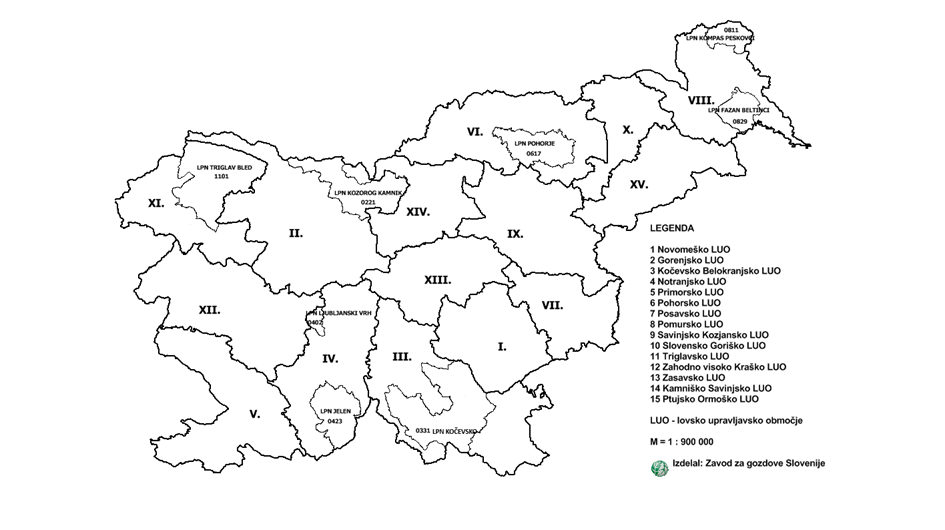 0811
LPN KOMPAS PESKOVCI
VIII.
LPN FAZAN BELTINCI
0829
X.
VI.
LPN POHORJE
0617
LPN TRIGLAV BLED
1101
XV.
LPN KOZOROG KAMNIK
0221
XI.
XIV.
II.
IX.
XIII.
XII.
VII.
LPN LJUBLJANSKI VRH
0402
I.
IV.
III.
V.
LPN JELEN
0423
0331 LPN KOČEVSKO
LEGENDA
1 Novomeško LUO
2 Gorenjsko LUO
3 Kočevsko Belokranjsko LUO
4 Notranjsko LUO
5 Primorsko LUO
6 Pohorsko LUO
7 Posavsko LUO
8 Pomursko LUO
9 Savinjsko Kozjansko LUO
10 Slovensko Goriško LUO
11 Triglavsko LUO
12 Zahodno visoko Kraško LUO
13 Zasavsko LUO
14 Kamniško Savinjsko LUO
15 Ptujsko Ormoško LUO
LUO - lovsko upravljavsko območje
M = 1 : 900 000
Izdelal: Zavod za gozdove Slovenije